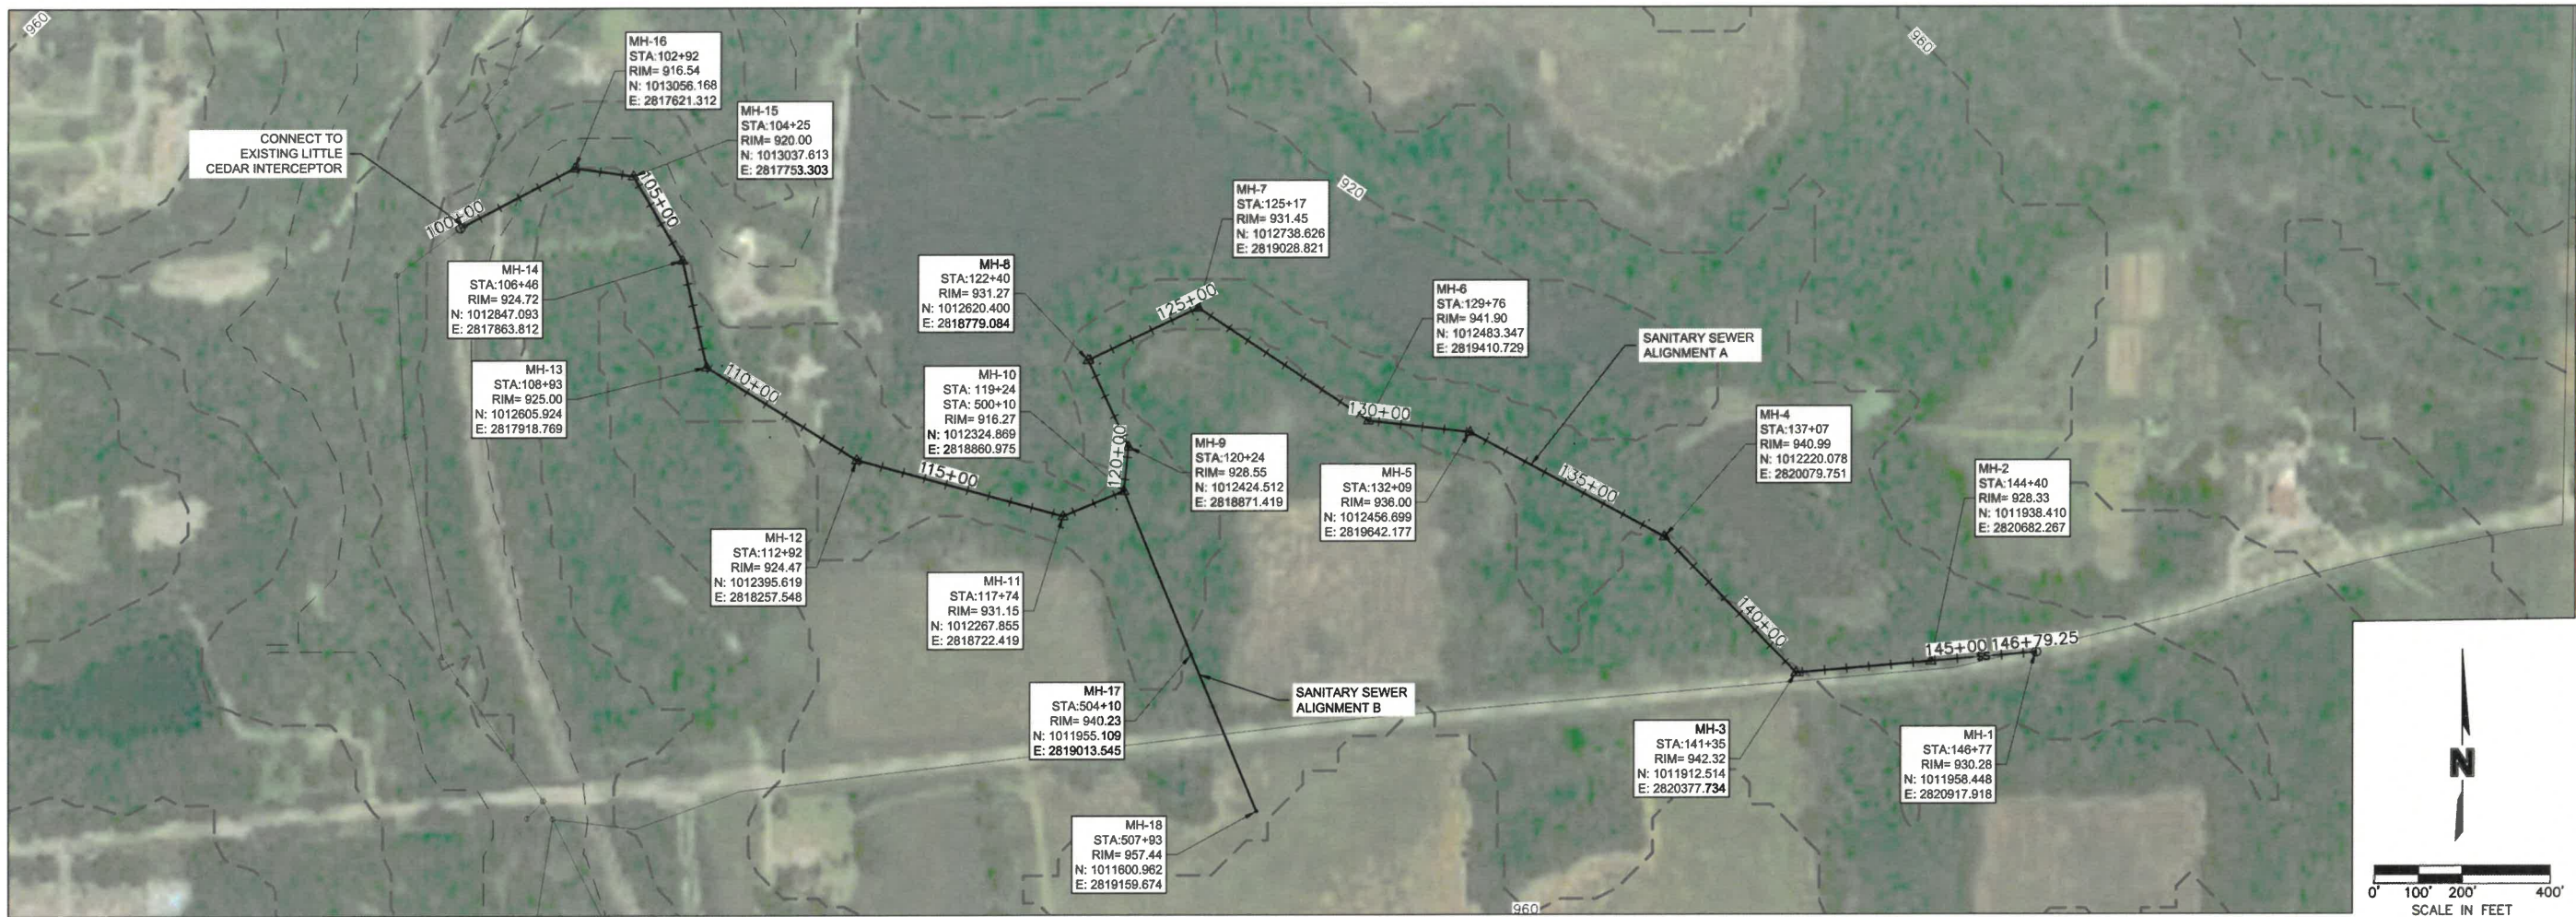 960
MH-16
STA:102+92
RIM= 916.54
N: 1013056.168
E: 2817621.312
960
MH-15
STA:104+25
RIM= 920.00
N: 1013037.613
E: 2817753.303
CONNECT TO
EXISTING LITTLE
CEDAR INTERCEPTOR
100+00
105+00
MH-14
STA:106+46
RIM= 924.72
N: 1012847.093
E: 2817863.812
MH-13
STA:108+93
RIM= 925.00
N: 1012605.924
E: 2817918.769
110+00
MH-12
STA:112+92
RIM= 924.47
N: 1012395.619
E: 2818257.548
115+00
MH-11
STA:117+74
RIM= 931.15
N: 1012267.855
E: 2818722.419
MH-8
STA:122+40
RIM= 931.27
N: 1012620.400
E: 2818779.084
MH-10
STA: 119+24
STA: 500+10
RIM= 916.27
N: 1012324.869
E: 2818860.975
120+00
MH-9
STA:120+24
RIM= 928.55
N: 1012424.512
E: 2818871.419
125+00
MH-7
STA:125+17
RIM= 931.45
N: 1012738.626
E: 2819028.821
920
MH-6
STA:129+76
RIM= 941.90
N: 1012483.347
E: 2819410.729
130+00
MH-5
STA:132+09
RIM= 936.00
N: 1012456.699
E: 2819642.177
SANITARY SEWER
ALIGNMENT A
135+00
MH-4
STA:137+07
RIM= 940.99
N: 1012220.078
E: 2820079.751
140+00
MH-2
STA:144+40
RIM= 928.33
N: 1011938.410
E: 2820682.267
145+00
146+79.25
MH-17
STA:504+10
RIM= 940.23
N: 1011955.109
E: 2819013.545
SANITARY SEWER
ALIGNMENT B
MH-3
STA:141+35
RIM= 942.32
N: 1011912.514
E: 2820377.734
MH-1
STA:146+77
RIM= 930.28
N: 1011958.448
E: 2820917.918
MH-18
STA:507+93
RIM= 957.44
N: 1011600.962
E: 2819159.674
960
N
0' 100' 200' 400'
SCALE IN FEET